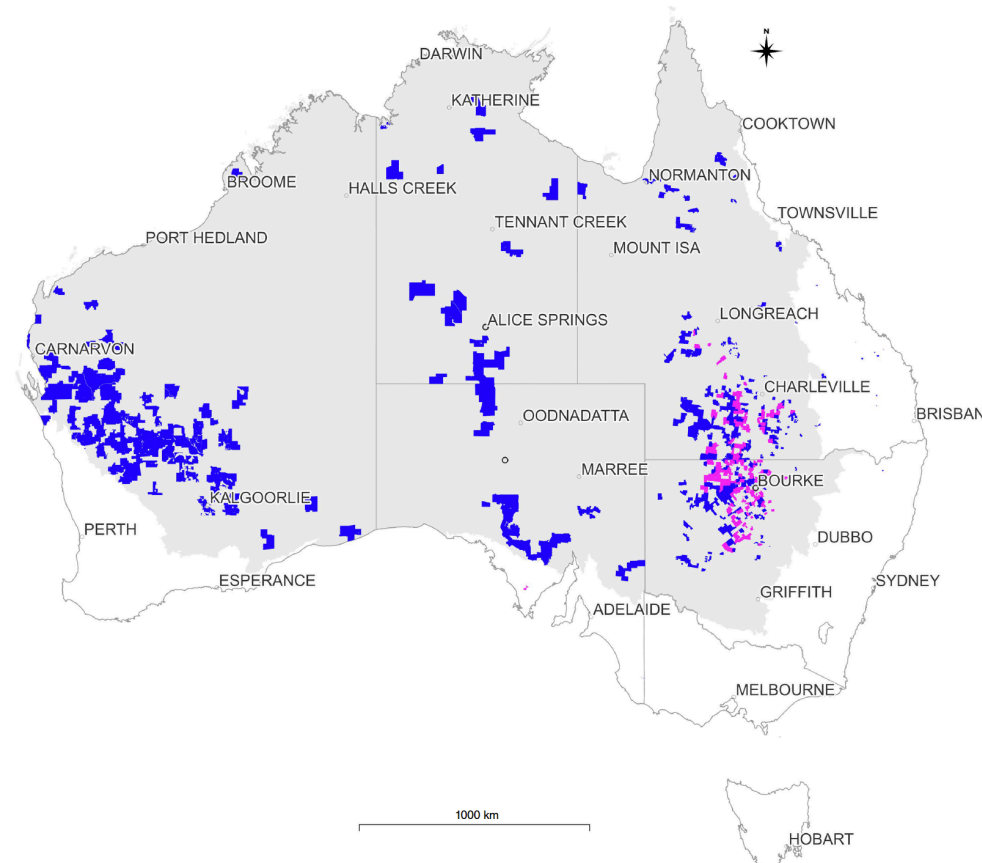 N
DARWIN
KATHERINE
COOKTOWN
BROOME
HALLS CREEK
NORMANTON
TOWNSVILLE
TENNANT CREEK
PORT HEDLAND
MOUNT ISA
ALICE SPRINGS
LONGREACH
CARNARVON
CHARLEVILLE
OODNADATTA
BRISBAN
MARREE
BOURKE
KALGOORLIE
PERTH
DUBBO
ESPERANCE
SYDNEY
GRIFFITH
ADELAIDE
MELBOURNE
1000 km
HOBART